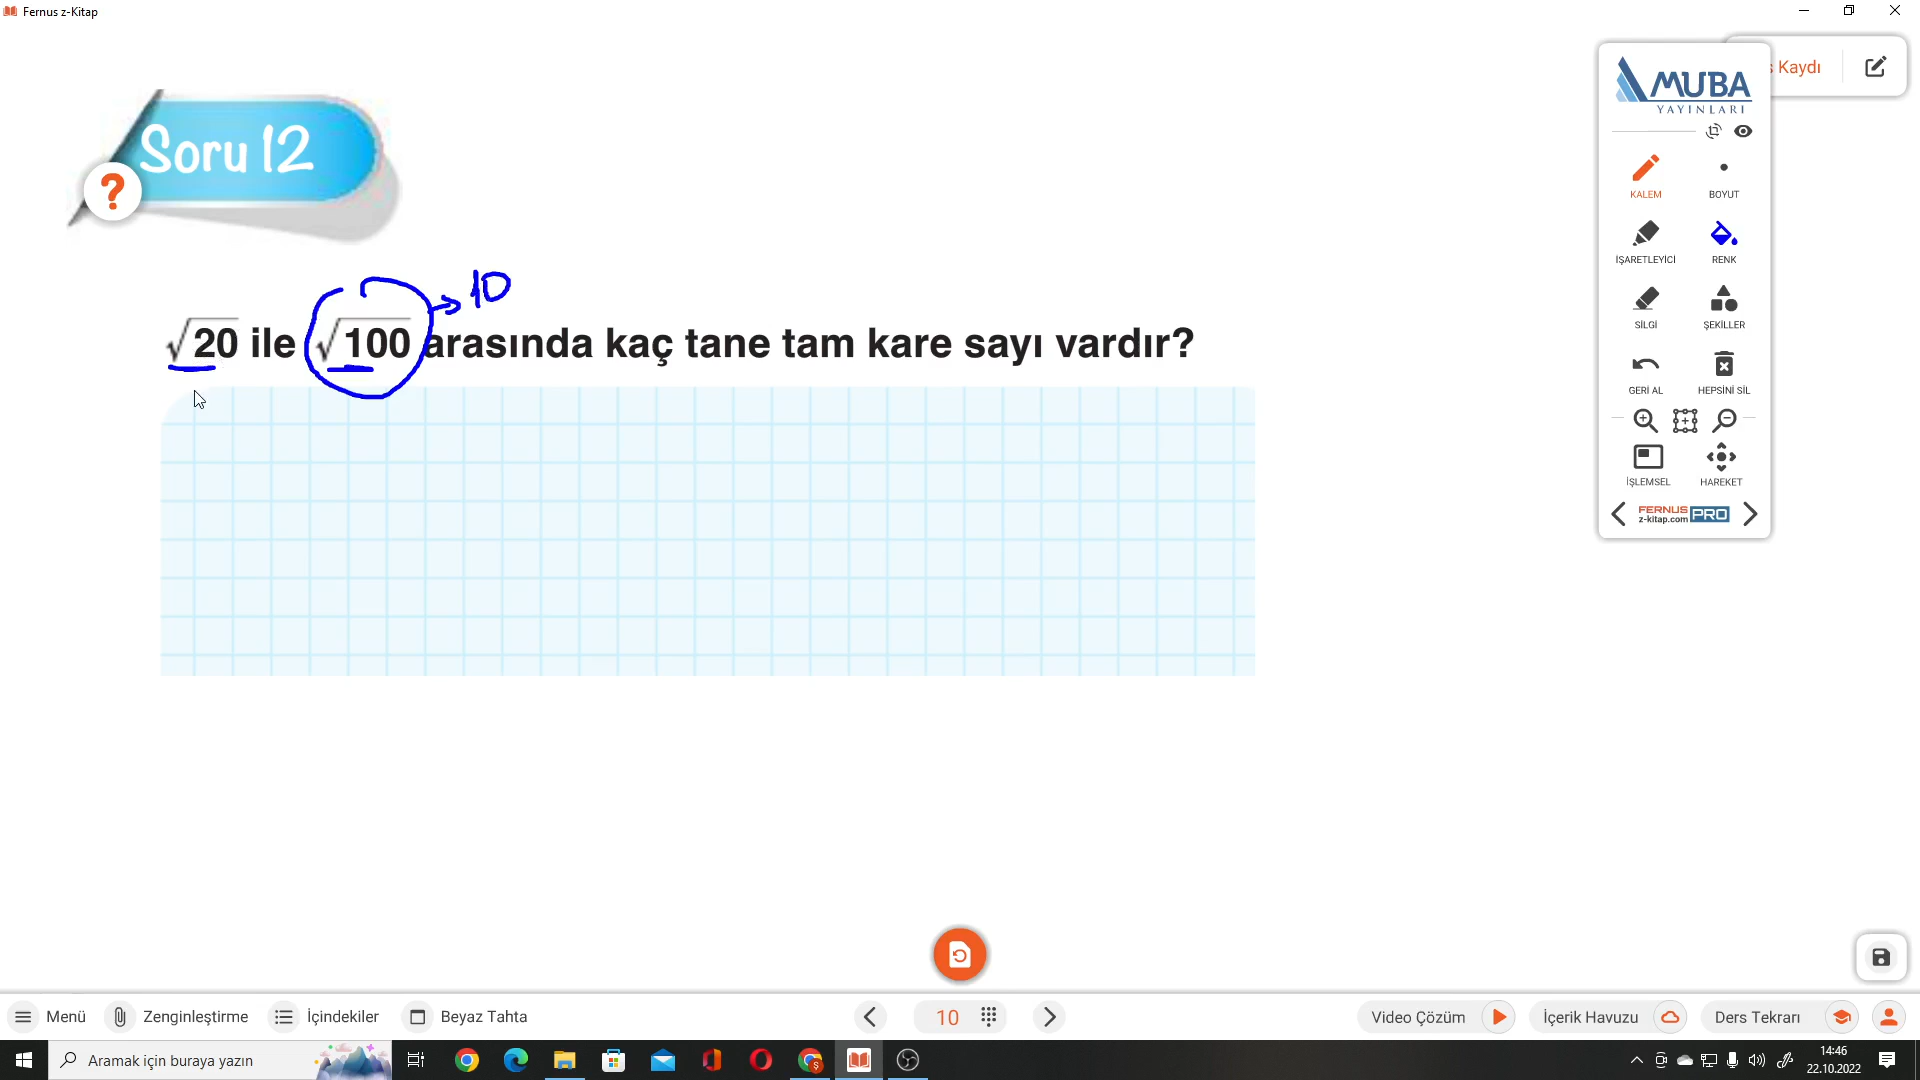 Fernus z-Kitap
s Kaydı
MUBA
YAYINLARI
Soru 12
?
KALEM
BOYUT
İŞARETLEYİCİ
RENK
SİLGİ
ŞEKİLLER
GERİ AL
HEPSİNİ SİL
İŞLEMSEL
HAREKET
FERNUS
z-kitap.com PRO
10
√20 ile √100 arasında kaç tane tam kare sayı vardır?
Menü
Zenginleştirme
İçindekiler
Beyaz Tahta
10
Video Çözüm
İçerik Havuzu
Ders Tekrarı
Aramak için buraya yazın
14:46
22.10.2022